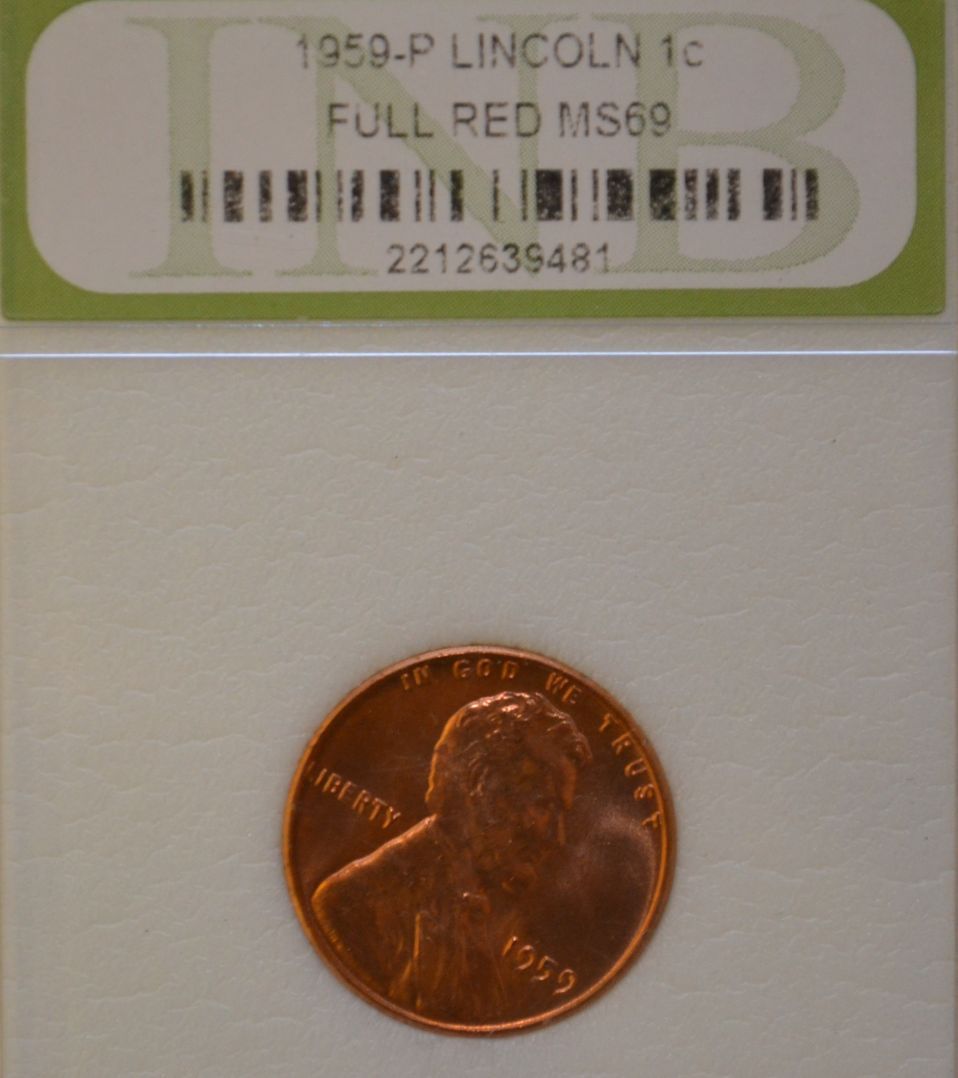 INB
1959-P LINCOLN 1c
FULL RED MS69
2212639481
IN GOD WE TRUST
LIBERTY
1959